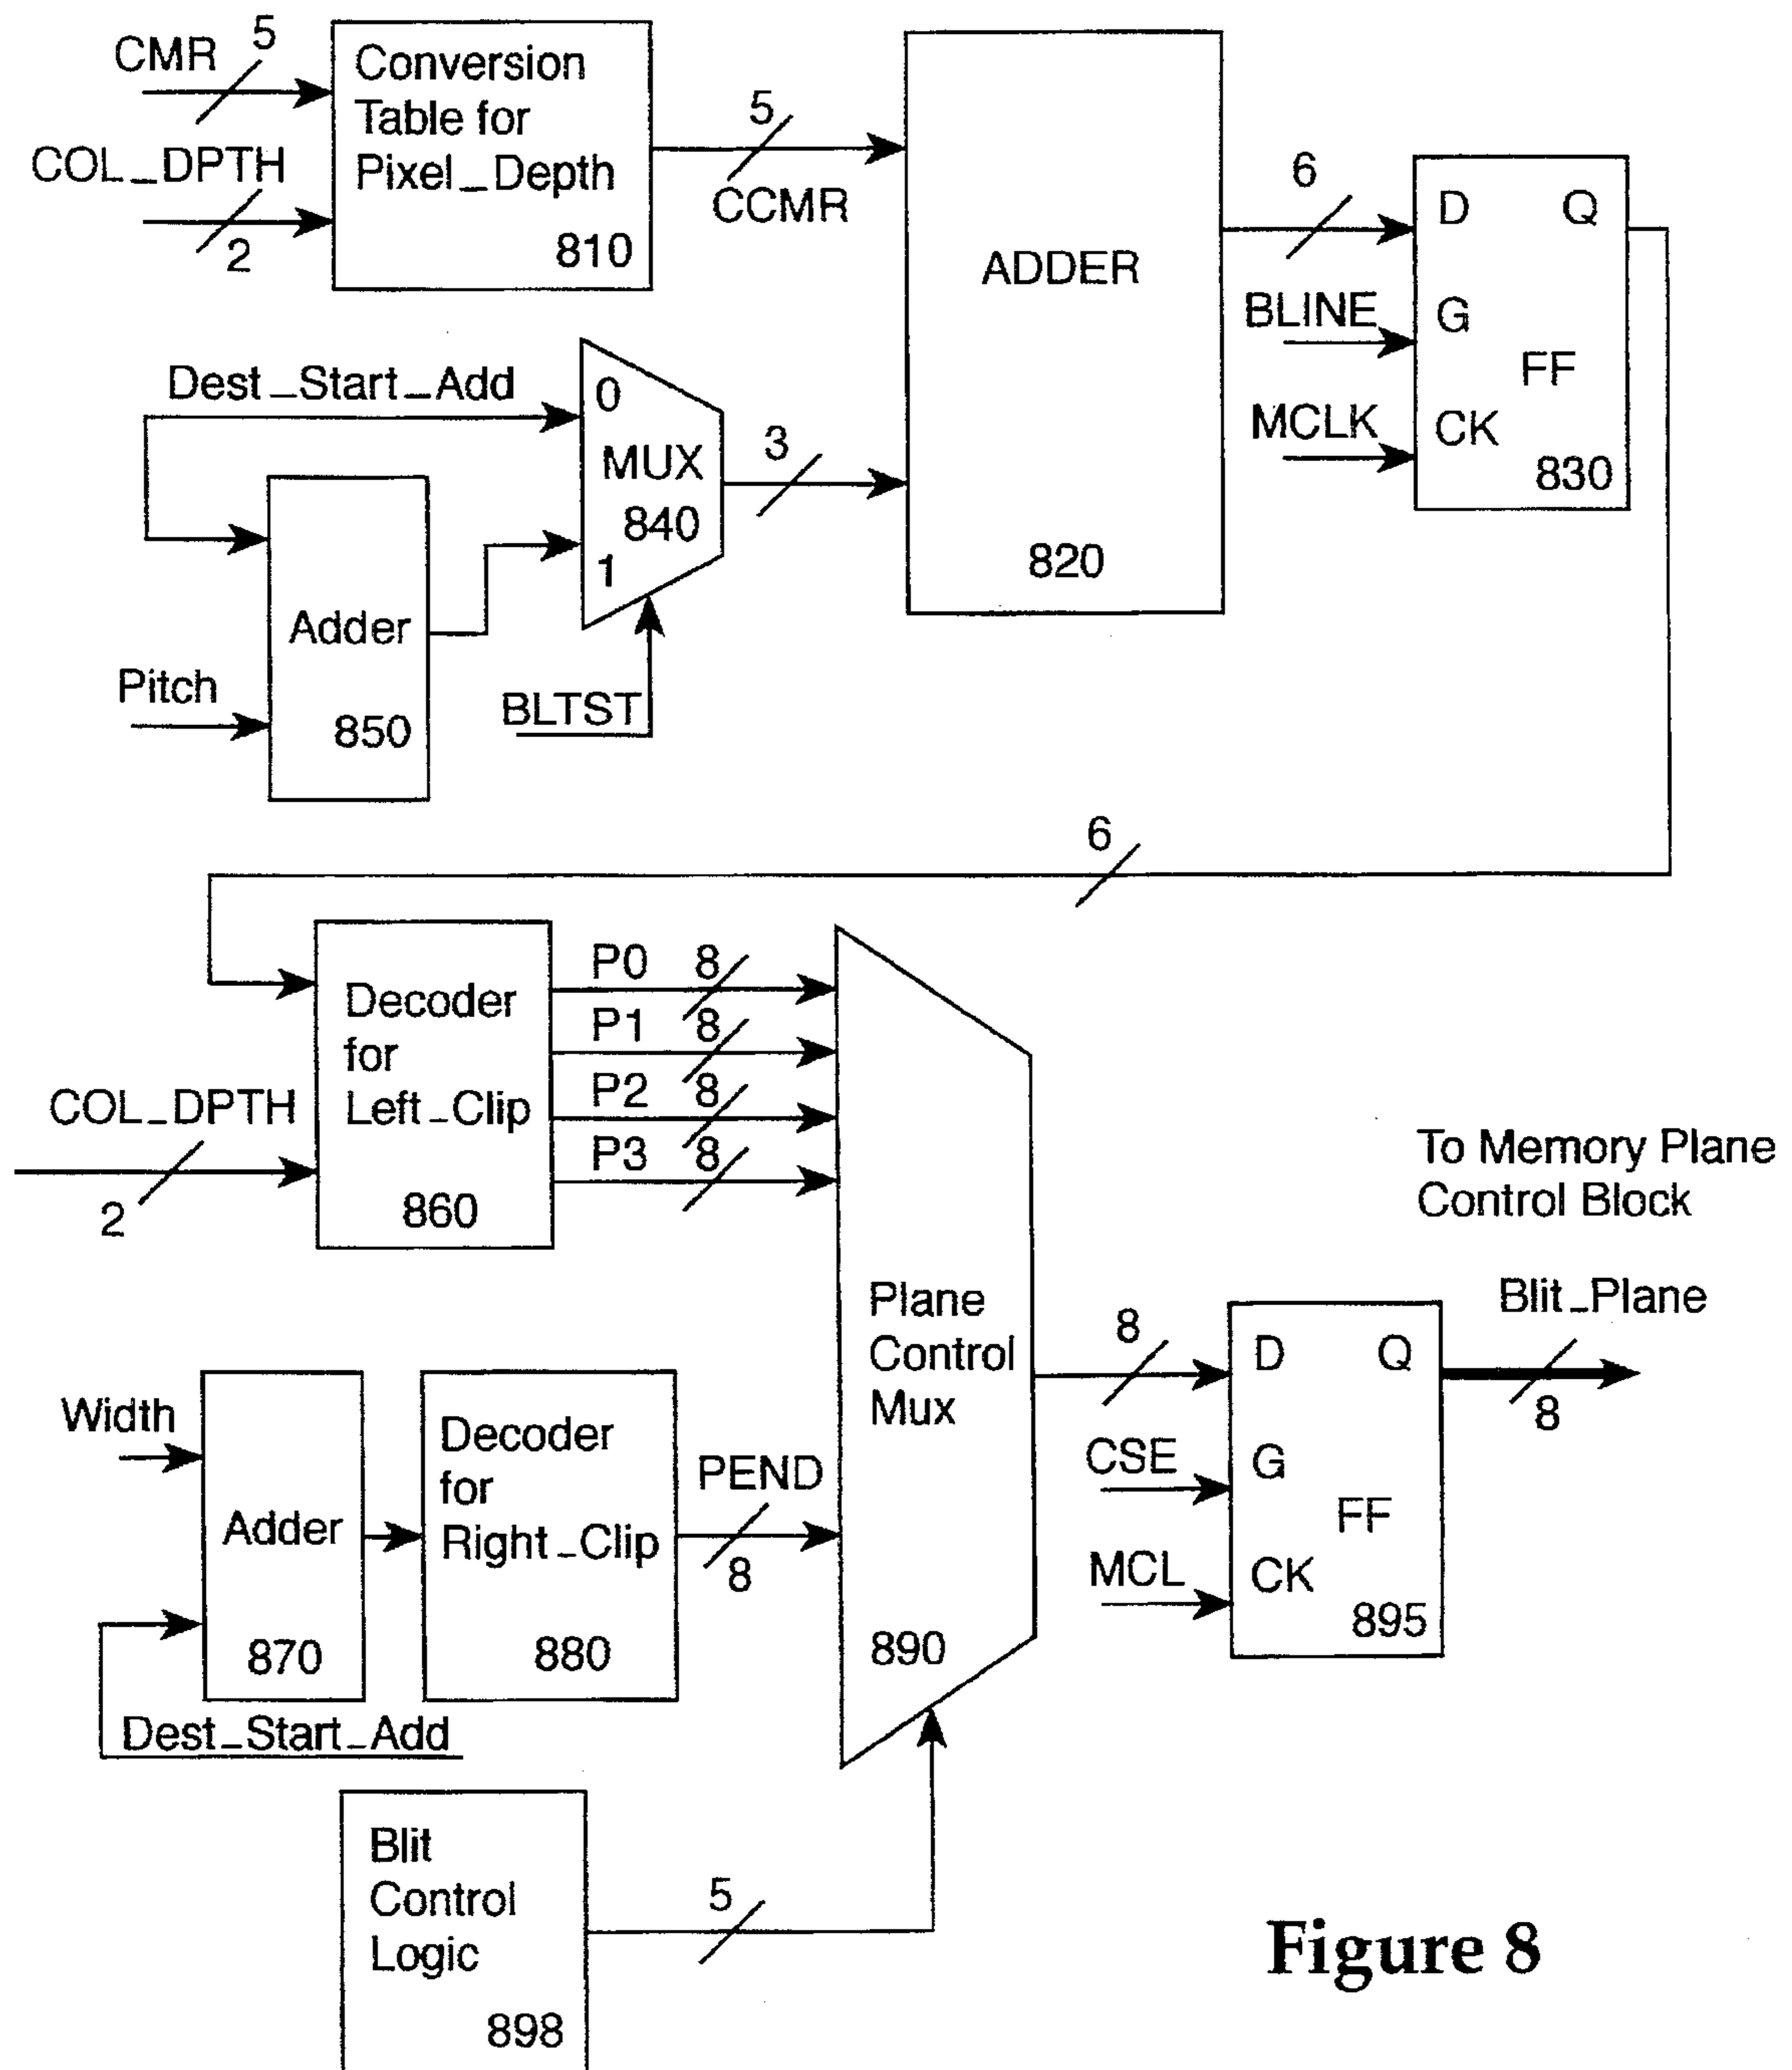 CMR
5
COL_DPTH
2
Conversion
Table for
Pixel_Depth
810
5
CCMR
ADDER
820
6
D Q
G
FF
CK
830
BLINE
MCLK
Dest_Start_Add
0
MUX
840
1
3
Adder
850
Pitch
BLTST
6
Decoder
for
Left_Clip
860
COL_DPTH
2
P0 8
P1 8
P2 8
P3 8
Plane
Control
Mux
890
To Memory Plane
Control Block
Blit_Plane
8
8
D Q
G
FF
CK
895
CSE
MCL
Width
Adder
870
Decoder
for
Right_Clip
880
PEND
8
Dest_Start_Add
Blit
Control
Logic
898
5
Figure 8